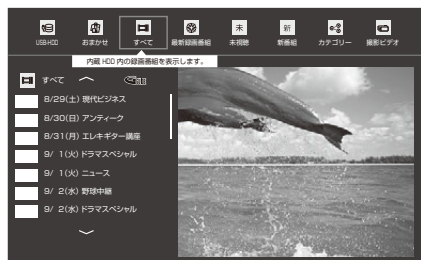 USB-HDD
おまかせ
すべて
最新録画番組
未
未視聴
新
新番組
カテゴリー
撮影ビデオ
内蔵 HDD 内の録画番組を表示します。
すべて
8/29(土) 現代ビジネス
8/30(日) アンティーク
8/31(月) エレキギター講座
9/ 1(火) ドラマスペシャル
9/ 1(火) ニュース
9/ 2(水) 野球中継
9/ 2(水) ドラマスペシャル